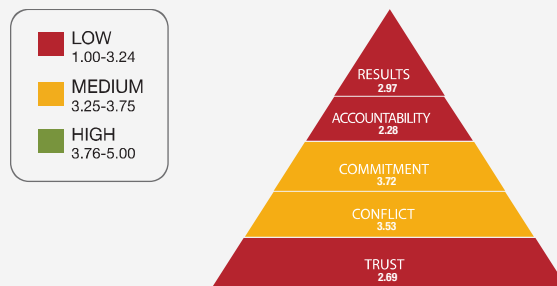 LOW
1.00-3.24
MEDIUM
3.25-3.75
HIGH
3.76-5.00
RESULTS
2.97
ACCOUNTABILITY
2.28
COMMITMENT
3.72
CONFLICT
3.53
TRUST
2.69